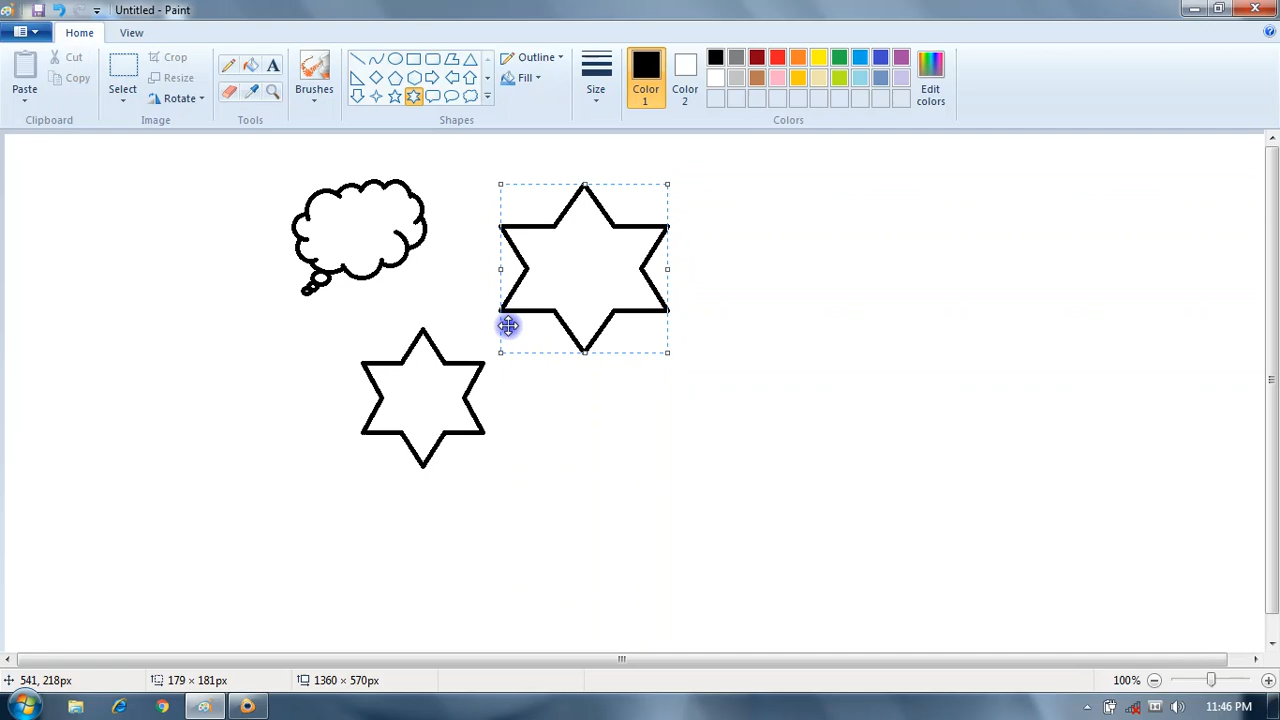 Untitled - Paint
Home View
Paste
Cut
Copy
Clipboard
Select
Crop
Resize
Rotate
Image
A
Tools
Brushes
Outline
Fill
Shapes
Size
Color 1
Color 2
Edit colors
Colors
541, 218px
179 × 181px
1360 × 570px
100%
11:46 PM